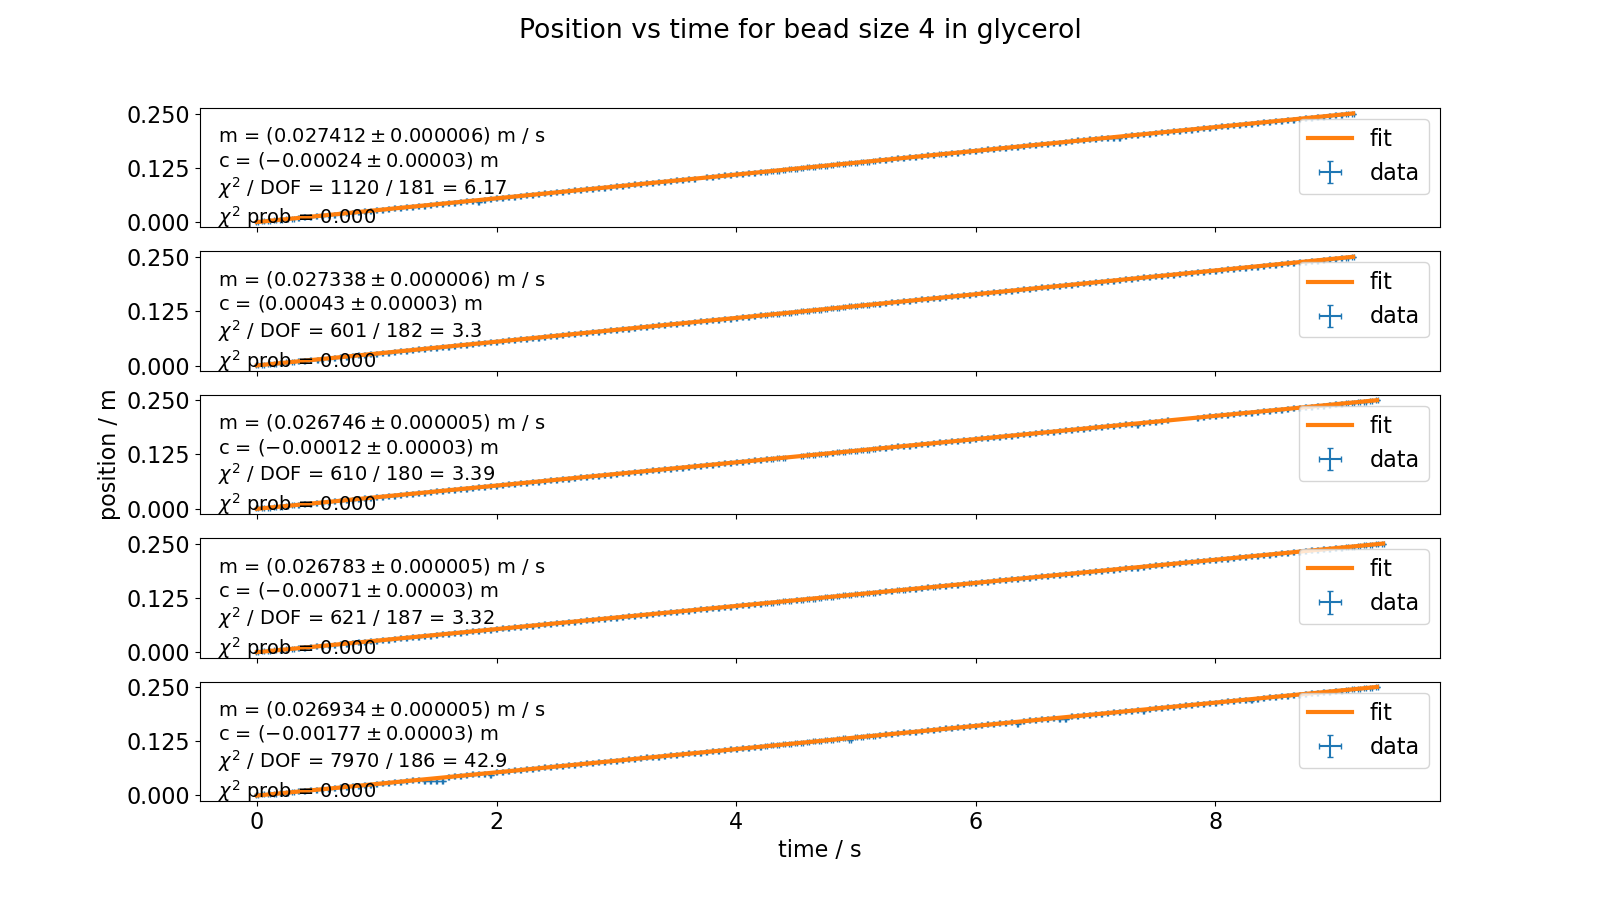 Position vs time for bead size 4 in glycerol
0.250
0.125
0.000
m = (0.027412 ± 0.000006) m / s
c = (−0.00024 ± 0.00003) m
χ² / DOF = 1120 / 181 = 6.17
χ² prob = 0.000
fit
data
0.250
0.125
0.000
m = (0.027338 ± 0.000006) m / s
c = (0.00043 ± 0.00003) m
χ² / DOF = 601 / 182 = 3.3
χ² prob = 0.000
fit
data
position / m
0.250
0.125
0.000
m = (0.026746 ± 0.000005) m / s
c = (−0.00012 ± 0.00003) m
χ² / DOF = 610 / 180 = 3.39
χ² prob = 0.000
fit
data
0.250
0.125
0.000
m = (0.026783 ± 0.000005) m / s
c = (−0.00071 ± 0.00003) m
χ² / DOF = 621 / 187 = 3.32
χ² prob = 0.000
fit
data
0.250
0.125
0.000
m = (0.026934 ± 0.000005) m / s
c = (−0.00177 ± 0.00003) m
χ² / DOF = 7970 / 186 = 42.9
χ² prob = 0.000
fit
data
0 2 4 6 8
time / s